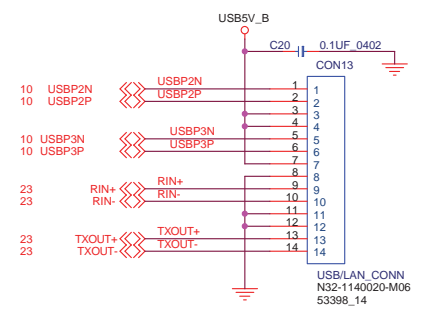 USB5V_B
C20 0.1UF_0402
CON13
10 USBP2N USBP2N 1 1
10 USBP2P USBP2P 2 2
3 3
4 4
10 USBP3N USBP3N 5 5
10 USBP3P USBP3P 6 6
7 7
8 8
23 RIN+ RIN+ 9 9
23 RIN- RIN- 10 10
11 11
12 12
23 TXOUT+ TXOUT+ 13 13
23 TXOUT- TXOUT- 14 14
USB/LAN_CONN
N32-1140020-M06
53398_14